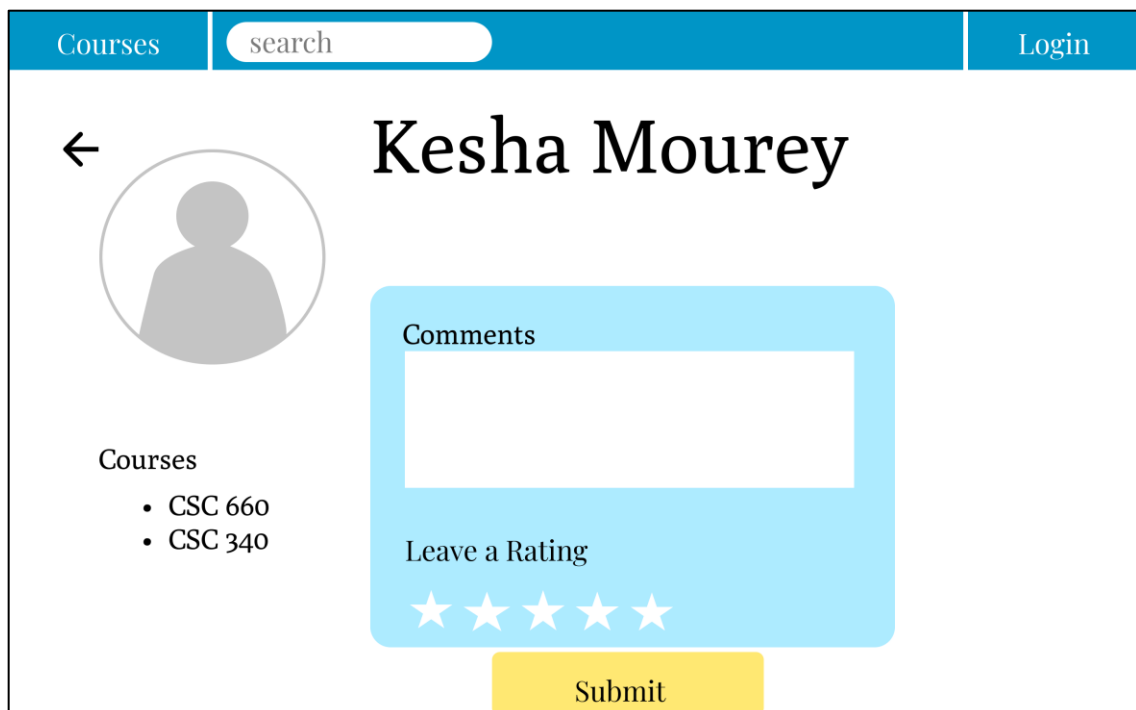 Courses
search
Login
Kesha Mourey
Comments
Courses
• CSC 660
• CSC 340
Leave a Rating
Submit